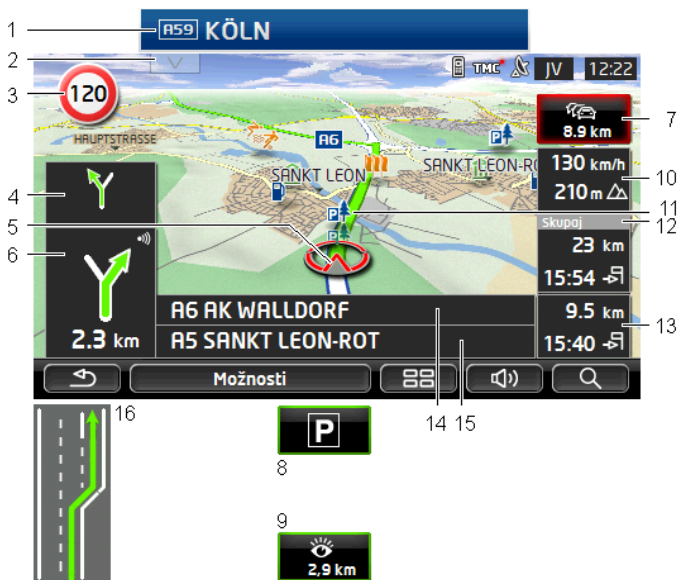 1 A59 KÖLN
2 TMC JV 12:22
3 120
HAUPTSTRASSE
A6
7 8.9 km
SANKT LEON
SANKT LEON-RO
4
10 130 km/h
210 m
11
5
12 Skupaj
6
23 km
15:54
P
P
2.3 km
A6 AK WALLDORF
A5 SANKT LEON-ROT
13 9.5 km
15:40
Možnosti
14 15
16
P
8
9
2,9 km